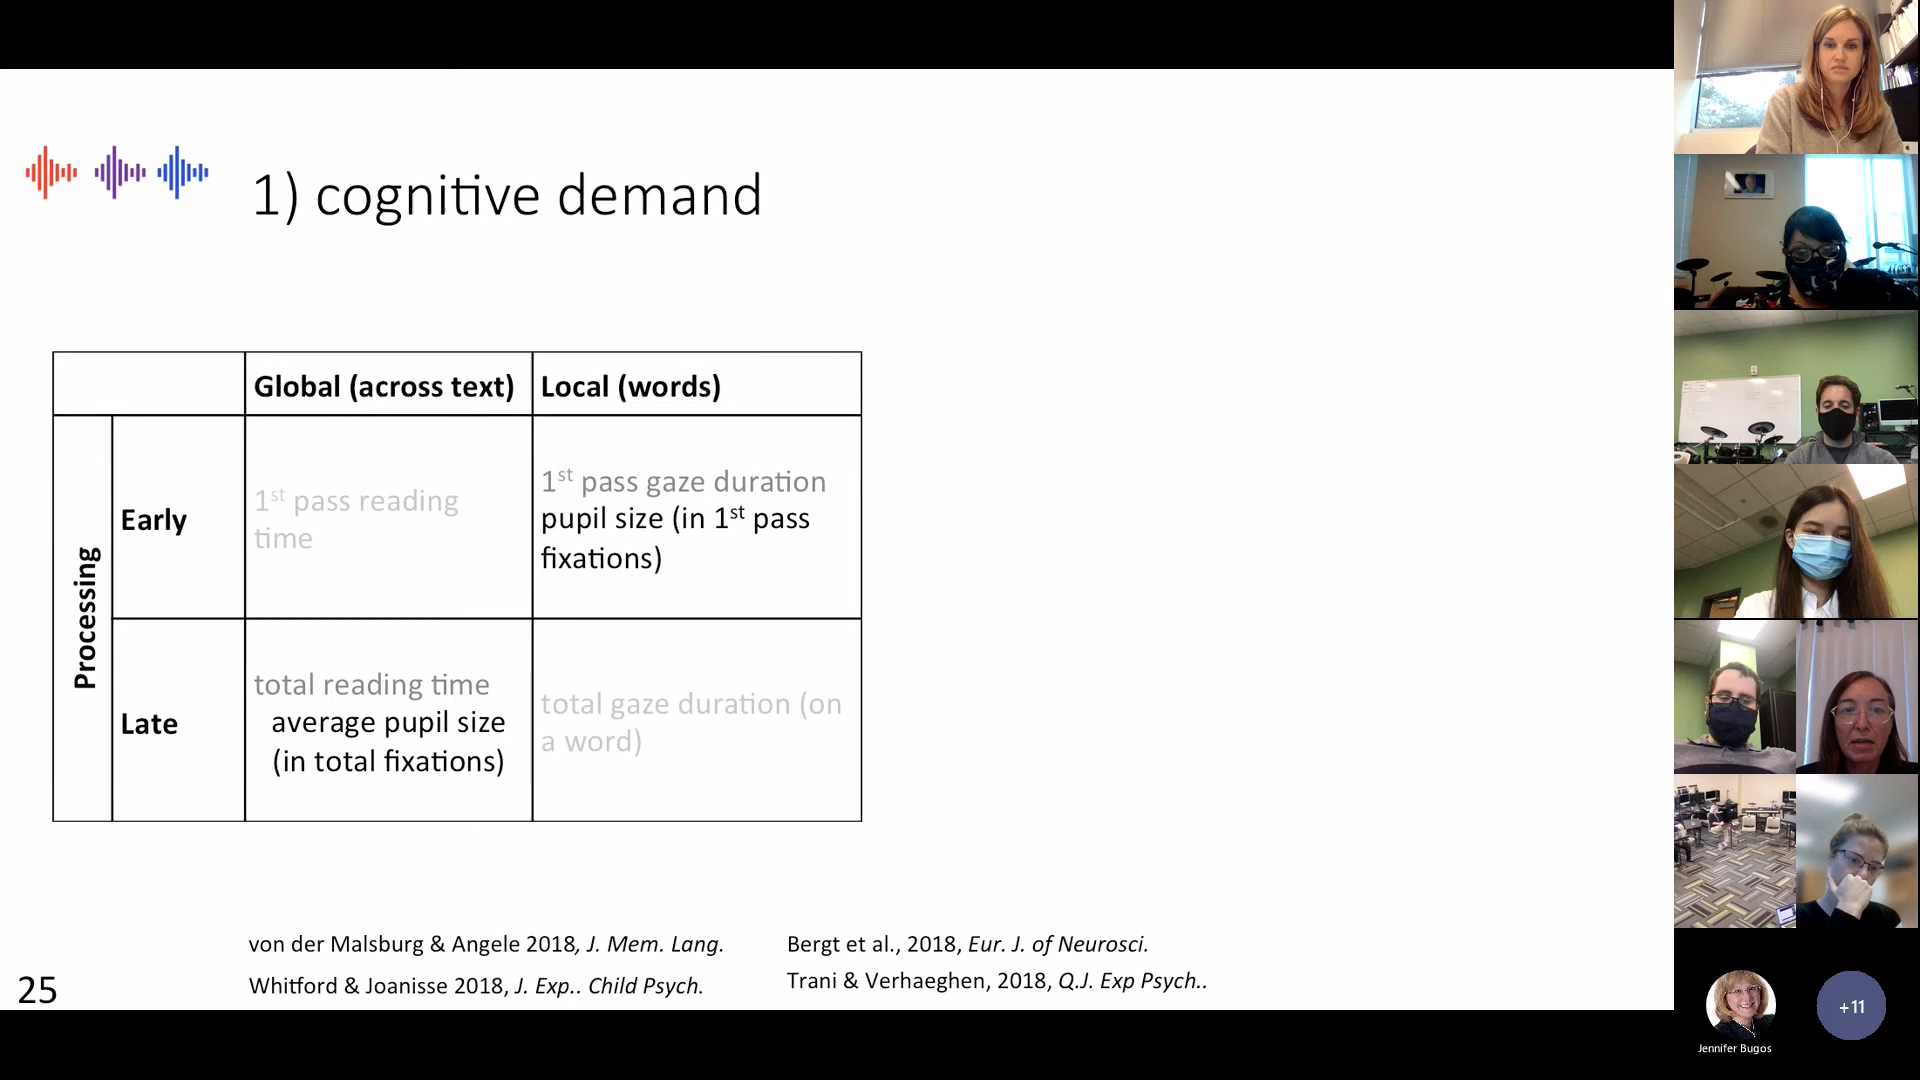 1) cognitive demand
Global (across text)
Local (words)
Processing
Early
1st pass reading
time
1st pass gaze duration
pupil size (in 1st pass
fixations)
Late
total reading time
average pupil size
(in total fixations)
total gaze duration (on
a word)
von der Malsburg & Angele 2018, J. Mem. Lang.
Whitford & Joanisse 2018, J. Exp.. Child Psych.
Bergt et al., 2018, Eur. J. of Neurosci.
Trani & Verhaeghen, 2018, Q.J. Exp Psych..
25
+11
Jennifer Bugos